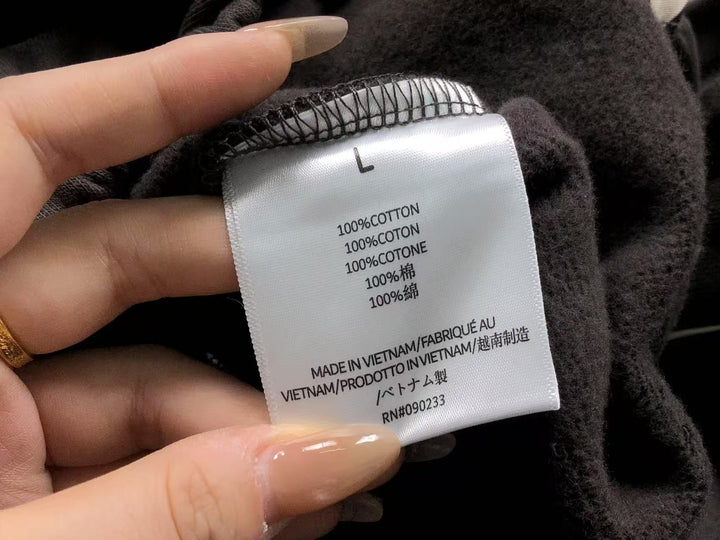 L
100%COTTON
100%COTON
100%COTONE
100%棉
100%綿
MADE IN VIETNAM/FABRIQUÉ AU
VIETNAM/PRODOTTO IN VIETNAM/越南制造
/ベトナム製
RN#090233